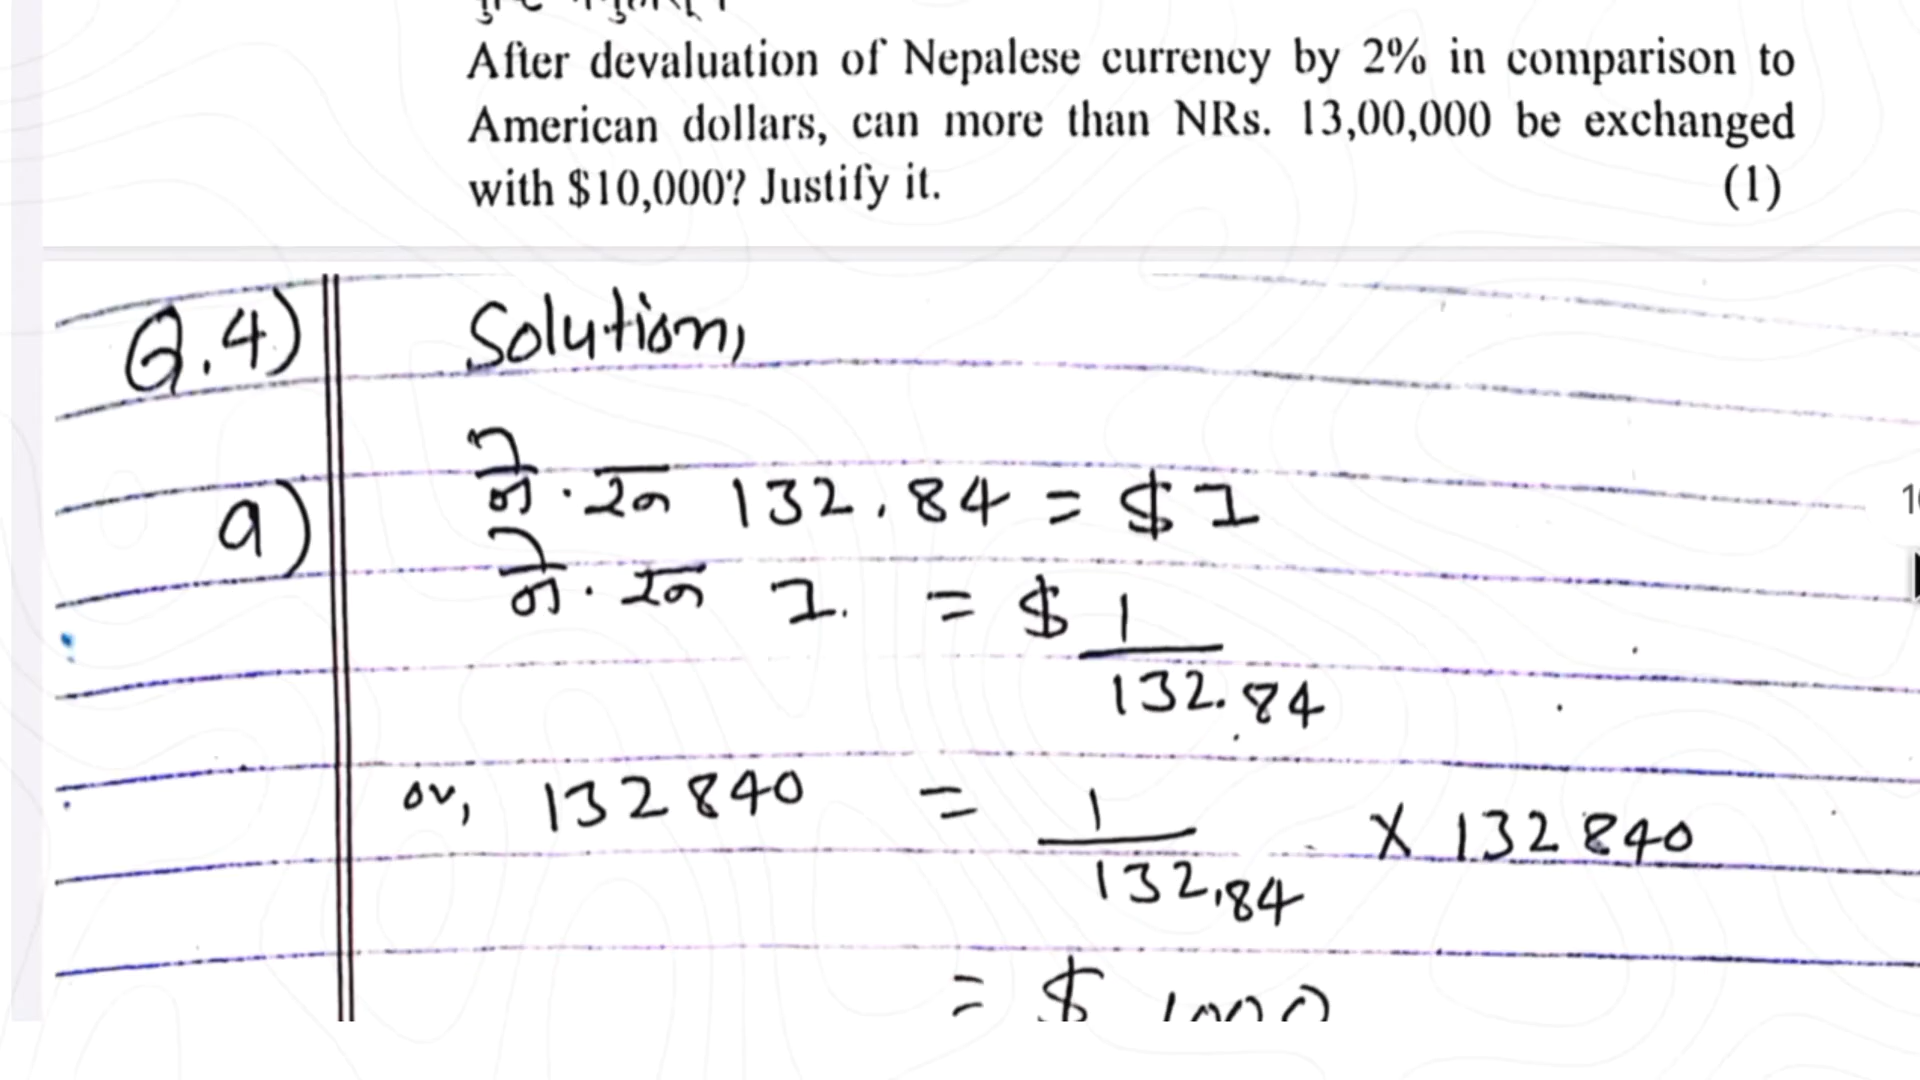 After devaluation of Nepalese currency by 2% in comparison to
American dollars, can more than NRs. 13,00,000 be exchanged
with $10,000? Justify it. (1)
Q.4) Solution,
a) ने. रु 132.84 = $ 1
ने. रु 1. = $ 1
132.84
or, 132840 = 1 X 132840
132.84
= $ 1000